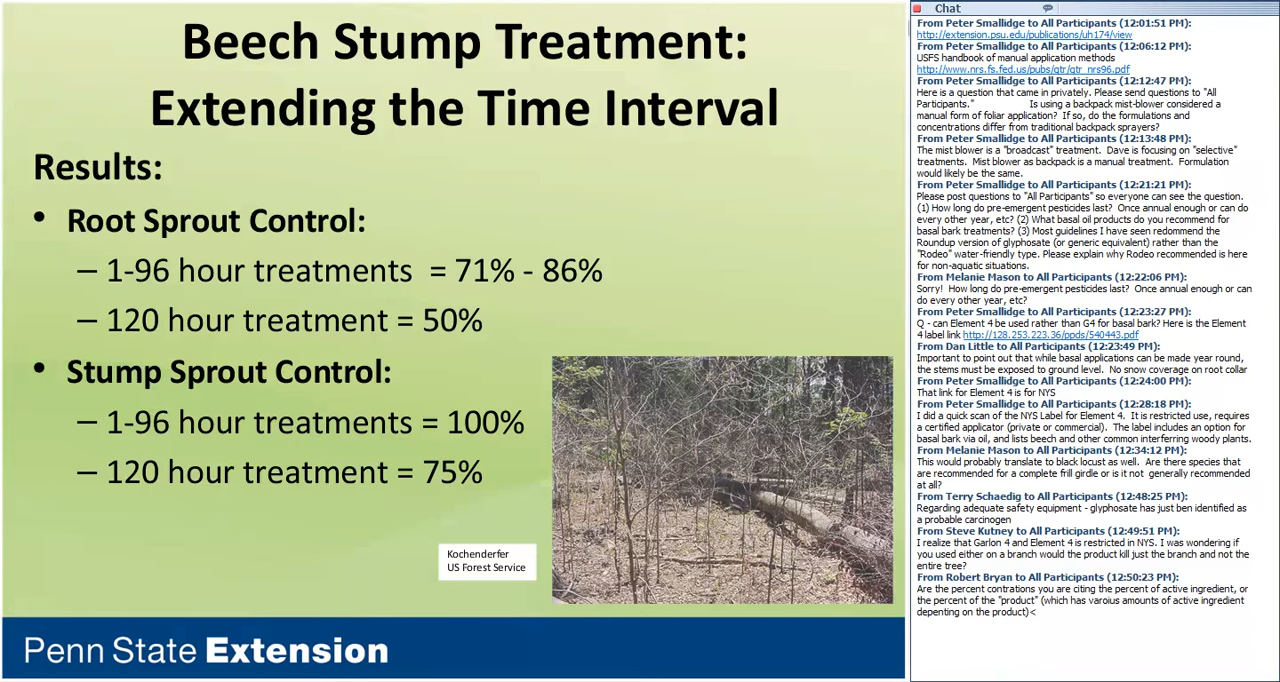 Beech Stump Treatment:
Extending the Time Interval
Results:
• Root Sprout Control:
– 1-96 hour treatments = 71% - 86%
– 120 hour treatment = 50%
• Stump Sprout Control:
– 1-96 hour treatments = 100%
– 120 hour treatment = 75%
Kochenderfer
US Forest Service
Penn State Extension
Chat
From Peter Smallidge to All Participants (12:01:51 PM):
http://extension.psu.edu/publications/uh174/view
From Peter Smallidge to All Participants (12:06:12 PM):
USFS handbook of manual application methods
http://www.nrs.fs.fed.us/pubs/gtr/gtr_nrs96.pdf
From Peter Smallidge to All Participants (12:12:47 PM):
Here is a question that came in privately. Please send questions to "All
Participants." Is using a backpack mist-blower considered a
manual form of foliar application? If so, do the formulations and
concentrations differ from traditional backpack sprayers?
From Peter Smallidge to All Participants (12:13:48 PM):
The mist blower is a "broadcast" treatment. Dave is focusing on "selective"
treatments. Mist blower as backpack is a manual treatment. Formulation
would likely be the same.
From Peter Smallidge to All Participants (12:21:21 PM):
Please post questions to "All Participants" so everyone can see the question.
(1) How long do pre-emergent pesticides last? Once annual enough or can do
every other year, etc? (2) What basal oil products do you recommend for
basal bark treatments? (3) Most guidelines I have seen redommend the
Roundup version of glyphosate (or generic equivalent) rather than the
"Rodeo" water-friendly type. Please explain why Rodeo recommended is here
for non-aquatic situations.
From Melanie Mason to All Participants (12:22:06 PM):
Sorry! How long do pre-emergent pesticides last? Once annual enough or can
do every other year, etc?
From Peter Smallidge to All Participants (12:23:27 PM):
Q - can Element 4 be used rather than G4 for basal bark? Here is the Element
4 label link http://128.253.223.36/ppds/540443.pdf
From Dan Little to All Participants (12:23:49 PM):
Important to point out that while basal applications can be made year round,
the stems must be exposed to ground level. No snow coverage on root collar
From Peter Smallidge to All Participants (12:24:00 PM):
That link for Element 4 is for NYS
From Peter Smallidge to All Participants (12:28:18 PM):
I did a quick scan of the NYS Label for Element 4. It is restricted use, requires
a certified applicator (private or commercial). The label includes an option for
basal bark via oil, and lists beech and other common interferring woody plants.
From Melanie Mason to All Participants (12:34:12 PM):
This would probably translate to black locust as well. Are there species that
are recommended for a complete frill girdle or is it not generally recommended
at all?
From Terry Schaedig to All Participants (12:48:25 PM):
Regarding adequate safety equipment - glyphosate has just ben identified as
a probable carcinogen
From Steve Kutney to All Participants (12:49:51 PM):
I realize that Garlon 4 and Element 4 is restricted in NYS. I was wondering if
you used either on a branch would the product kill just the branch and not the
entire tree?
From Robert Bryan to All Participants (12:50:23 PM):
Are the percent contrations you are citing the percent of active ingredient, or
the percent of the "product" (which has varoius amounts of active ingredient
depending on the product)<